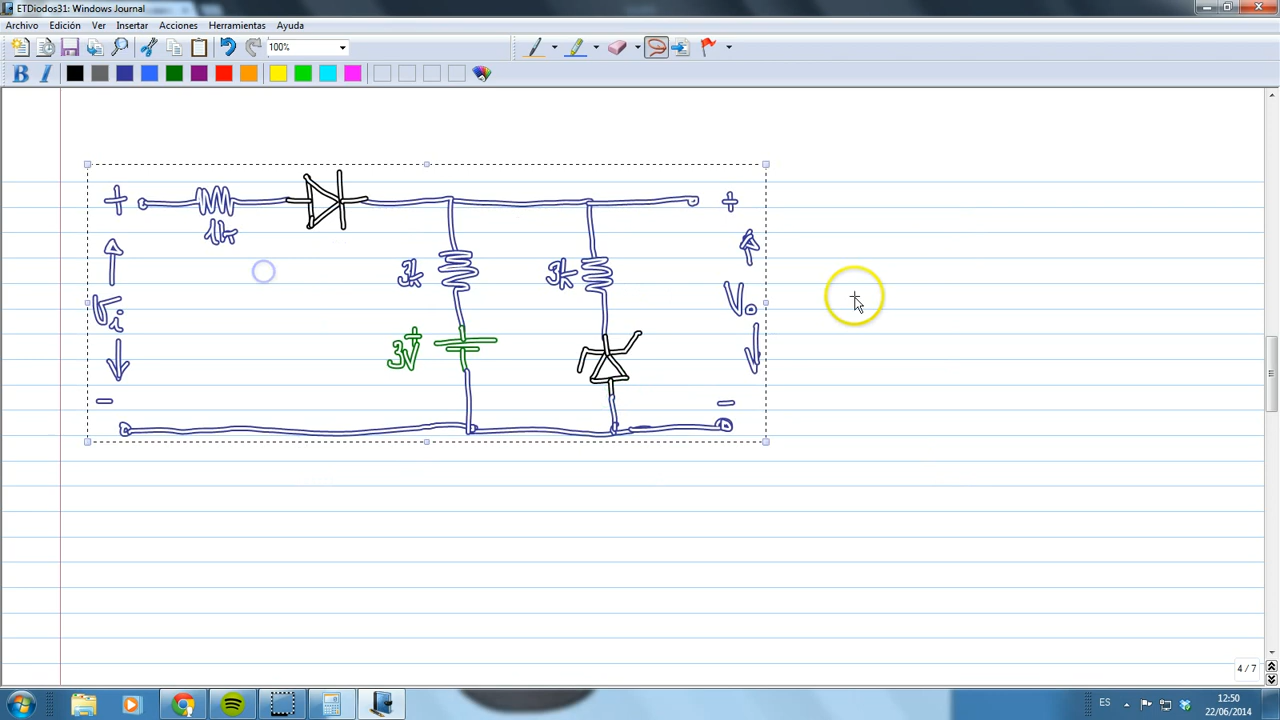 ETDiodos31: Windows Journal
Archivo Edición Ver Insertar Acciones Herramientas Ayuda
100%
B I
+ +
1k
3k 3k
Vi Vo
3V +
- -
4 / 7
ES 12:50
22/06/2014